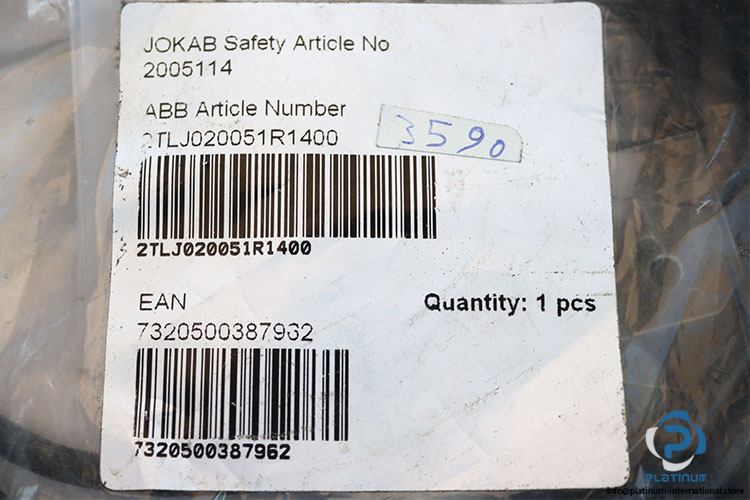 JOKAB Safety Article No
2005114
ABB Article Number
2TLJ020051R1400
3590
2TLJ020051R1400
EAN
Quantity: 1 pcs
7320500387962
7320500387962
PLATINUM
info@platinum-international.store